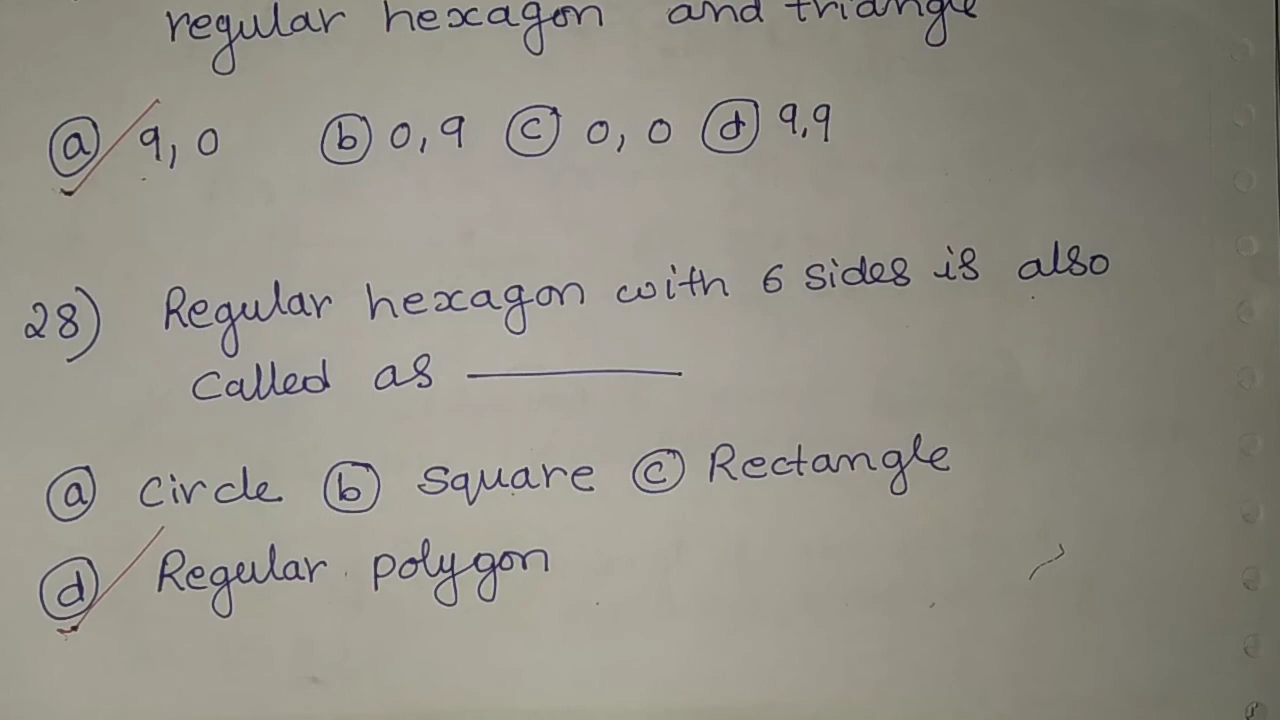 regular hexagon and triangle
ⓐ 9, 0 ⓑ 0, 9 ⓒ 0, 0 ⓓ 9,9
28) Regular hexagon with 6 sides is also
called as ———
ⓐ circle ⓑ square ⓒ Rectangle
ⓓ Regular polygon